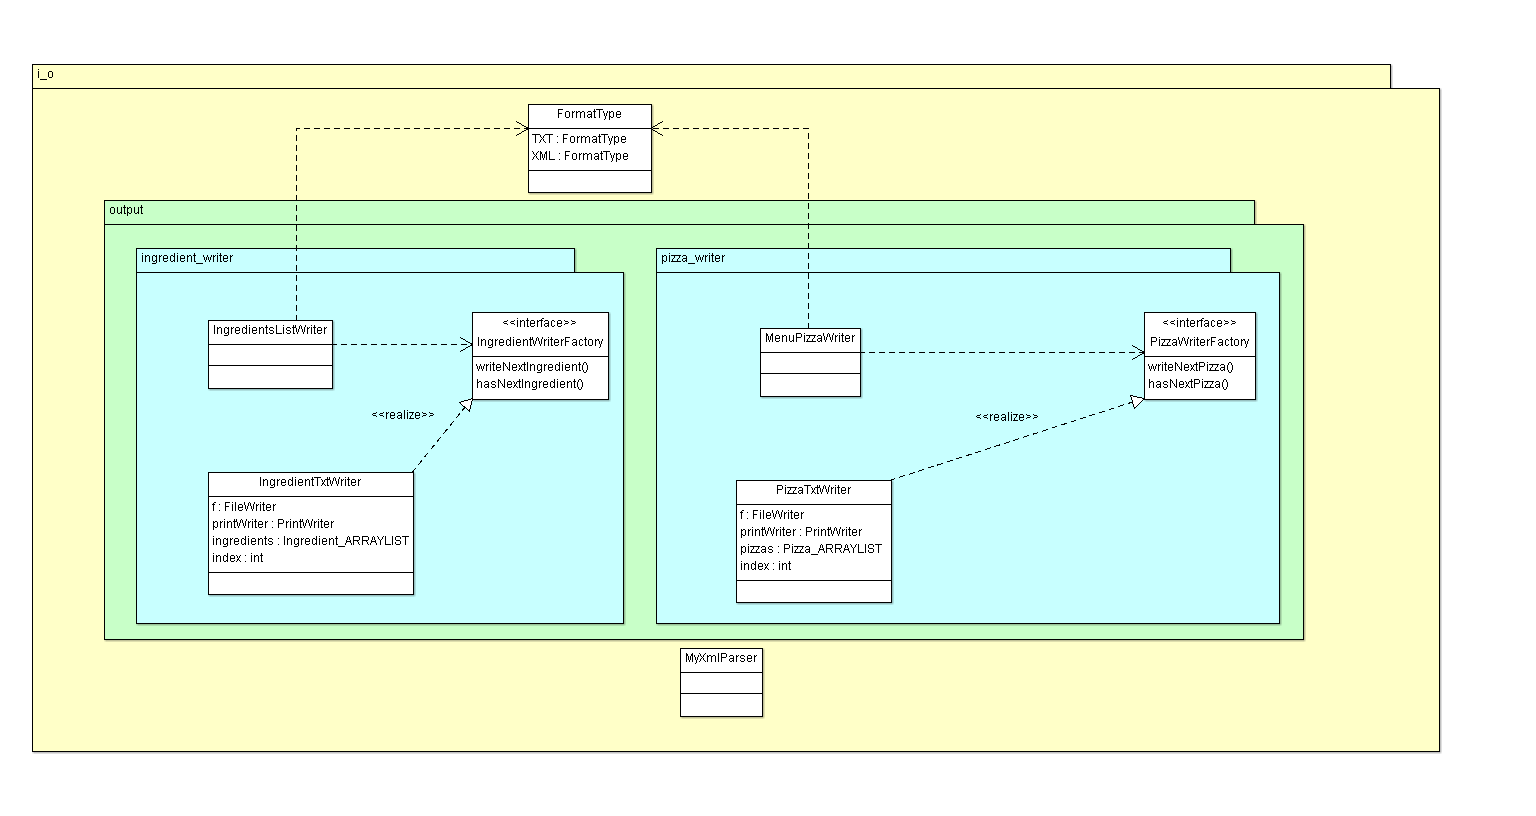 i_o
FormatType
TXT : FormatType
XML : FormatType
output
ingredient_writer
IngredientsListWriter
<<interface>>
IngredientWriterFactory
writeNextIngredient()
hasNextIngredient()
<<realize>>
IngredientTxtWriter
f : FileWriter
printWriter : PrintWriter
ingredients : Ingredient_ARRAYLIST
index : int
pizza_writer
MenuPizzaWriter
<<interface>>
PizzaWriterFactory
writeNextPizza()
hasNextPizza()
<<realize>>
PizzaTxtWriter
f : FileWriter
printWriter : PrintWriter
pizzas : Pizza_ARRAYLIST
index : int
MyXmlParser